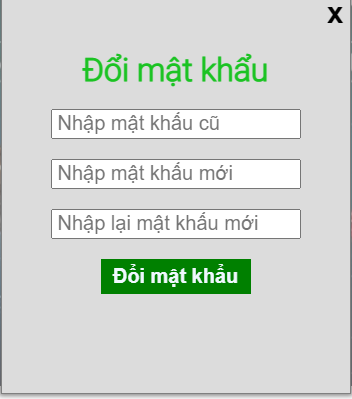 X
Đổi mật khẩu
Nhập mật khẩu cũ
Nhập mật khẩu mới
Nhập lại mật khẩu mới
Đổi mật khẩu